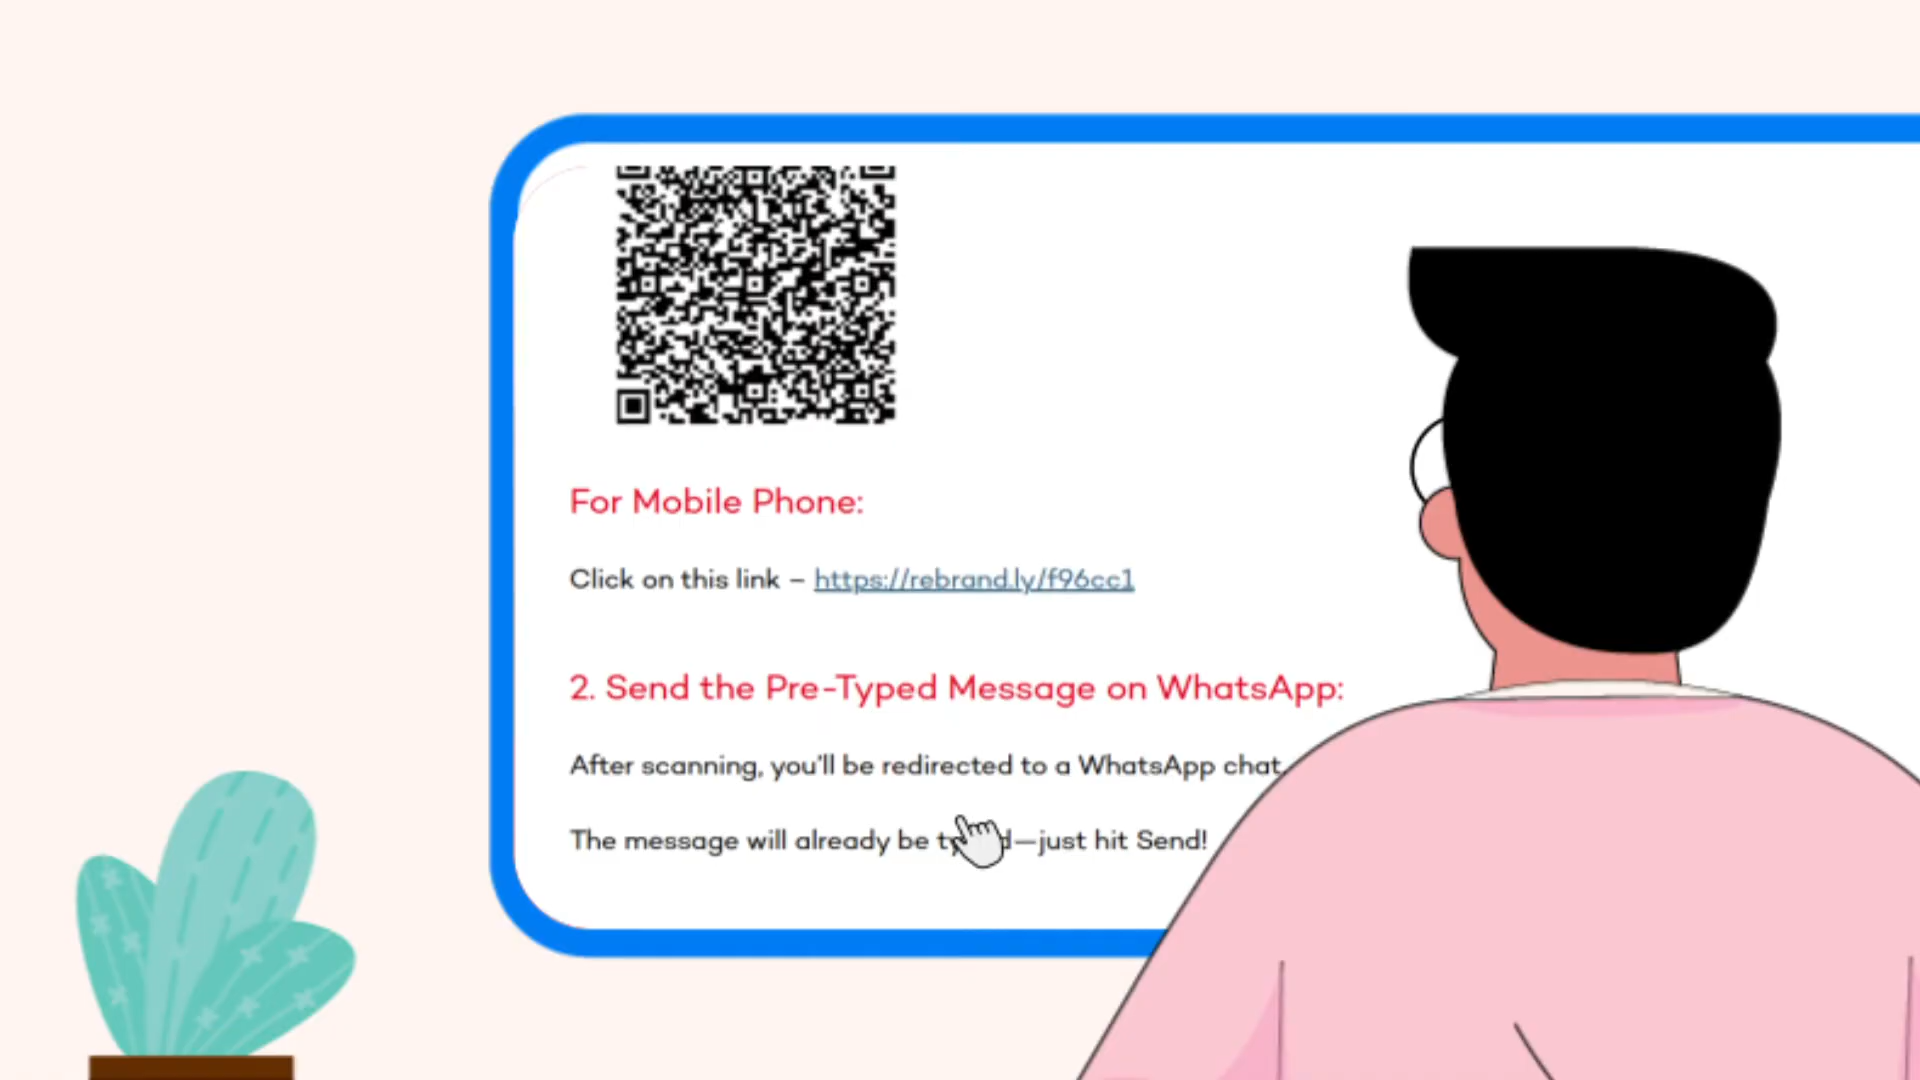 For Mobile Phone:
Click on this link – https://rebrand.ly/f96cc1
2. Send the Pre-Typed Message on WhatsApp:
After scanning, you'll be redirected to a WhatsApp chat.
The message will already be —just hit Send!